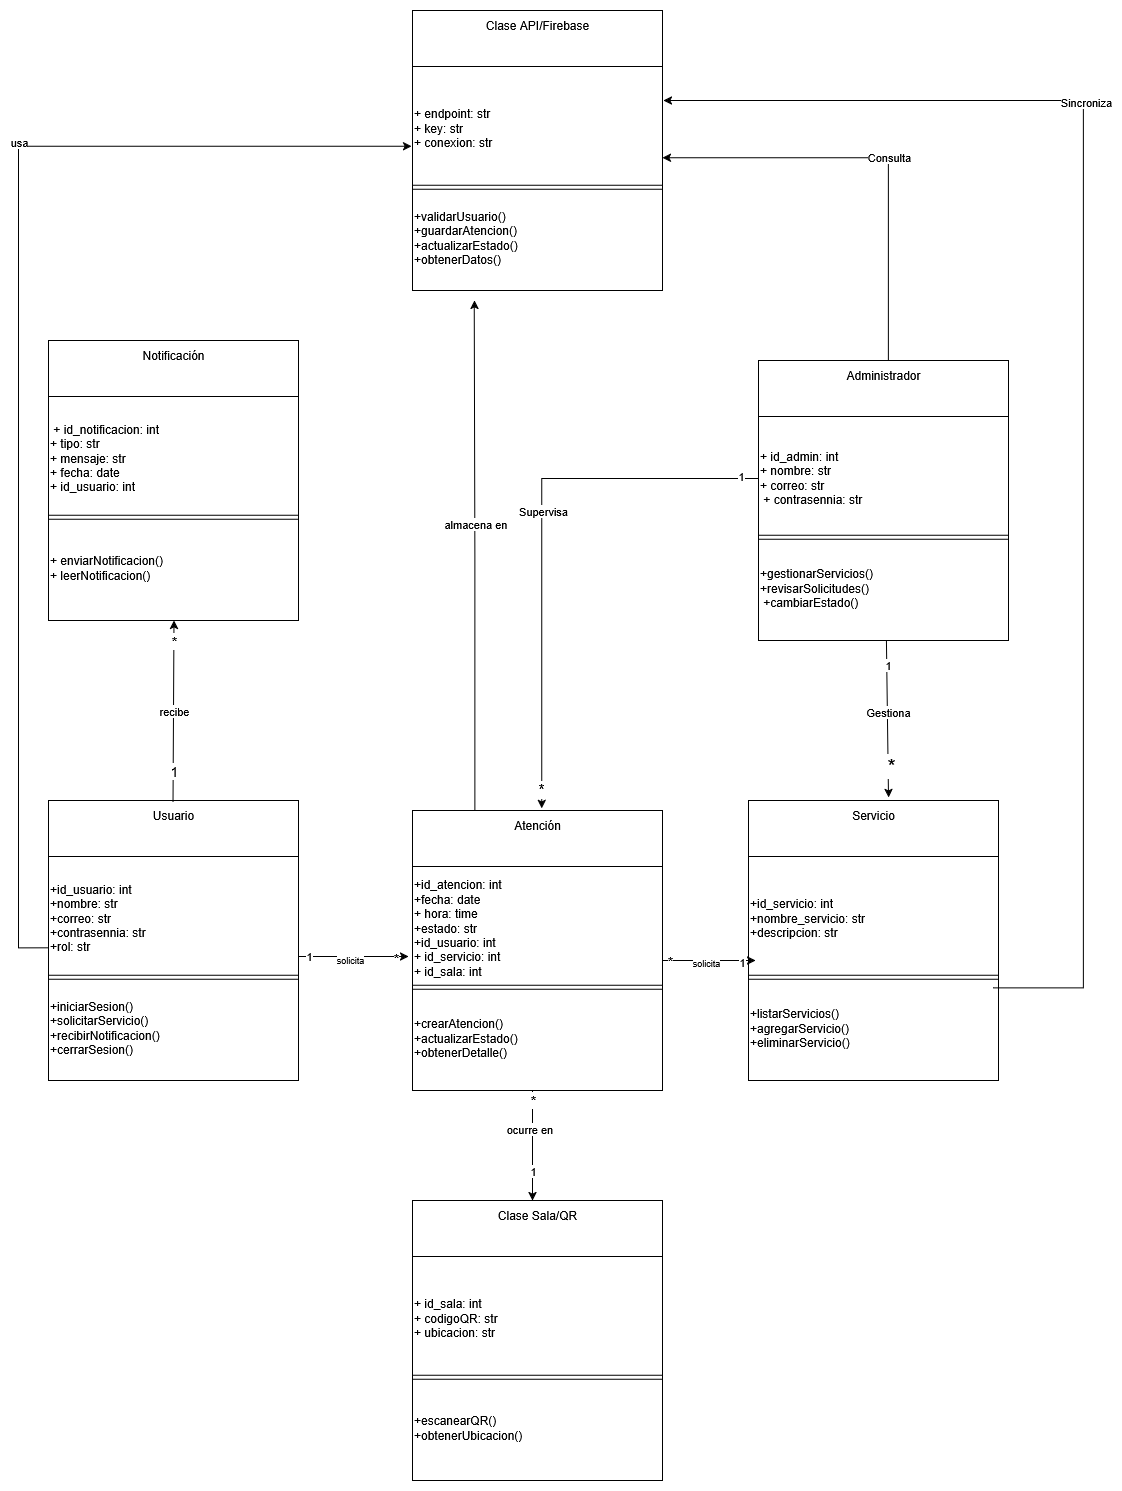 Clase API/Firebase
+ endpoint: str
+ key: str
+ conexion: str
+validarUsuario()
+guardarAtencion()
+actualizarEstado()
+obtenerDatos()
Sincroniza
usa
Consulta
Notificación
+ id_notificacion: int
+ tipo: str
+ mensaje: str
+ fecha: date
+ id_usuario: int
+ enviarNotificacion()
+ leerNotificacion()
Administrador
+ id_admin: int
+ nombre: str
+ correo: str
+ contrasennia: str
+gestionarServicios()
+revisarSolicitudes()
+cambiarEstado()
1
Supervisa
almacena en
*
*
recibe
1
1
Gestiona
*
Usuario
+id_usuario: int
+nombre: str
+correo: str
+contrasennia: str
+rol: str
+iniciarSesion()
+solicitarServicio()
+recibirNotificacion()
+cerrarSesion()
1
solicita
*
Atención
+id_atencion: int
+fecha: date
+ hora: time
+estado: str
+id_usuario: int
+ id_servicio: int
+ id_sala: int
+crearAtencion()
+actualizarEstado()
+obtenerDetalle()
*
solicita
1
Servicio
+id_servicio: int
+nombre_servicio: str
+descripcion: str
+listarServicios()
+agregarServicio()
+eliminarServicio()
*
ocurre en
1
Clase Sala/QR
+ id_sala: int
+ codigoQR: str
+ ubicacion: str
+escanearQR()
+obtenerUbicacion()